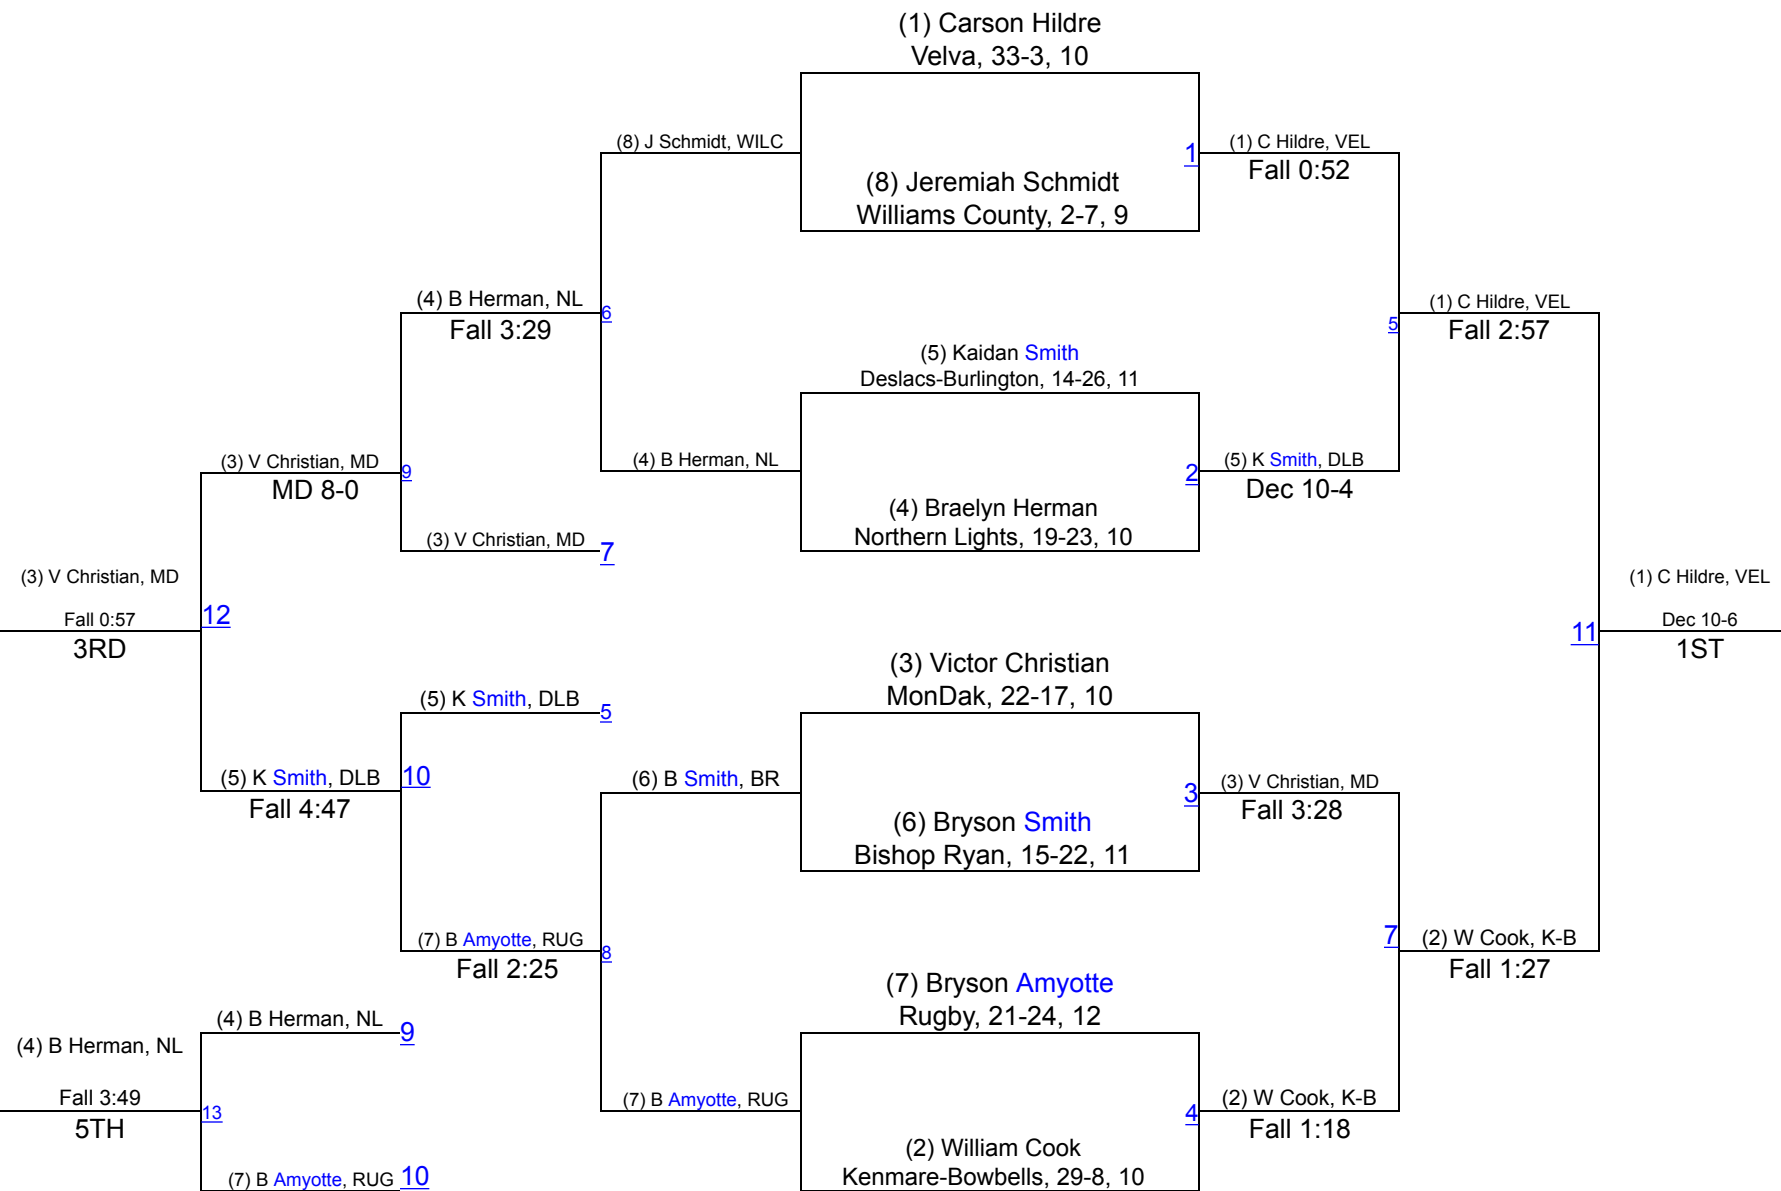 (1) Carson Hildre
Velva, 33-3, 10
(8) J Schmidt, WILC
1
(1) C Hildre, VEL
Fall 0:52
(8) Jeremiah Schmidt
Williams County, 2-7, 9
(4) B Herman, NL
Fall 3:29
6
5
(1) C Hildre, VEL
Fall 2:57
(5) Kaidan Smith
Deslacs-Burlington, 14-26, 11
(3) V Christian, MD
MD 8-0
9
(4) B Herman, NL
2
(5) K Smith, DLB
Dec 10-4
(4) Braelyn Herman
Northern Lights, 19-23, 10
(3) V Christian, MD
7
(3) V Christian, MD
Fall 0:57
3RD
12
(1) C Hildre, VEL
Dec 10-6
1ST
11
(3) Victor Christian
MonDak, 22-17, 10
(5) K Smith, DLB
5
(5) K Smith, DLB
Fall 4:47
10
(6) B Smith, BR
3
(3) V Christian, MD
Fall 3:28
(6) Bryson Smith
Bishop Ryan, 15-22, 11
(7) B Amyotte, RUG
Fall 2:25
8
7
(2) W Cook, K-B
Fall 1:27
(7) Bryson Amyotte
Rugby, 21-24, 12
(4) B Herman, NL
9
(4) B Herman, NL
Fall 3:49
5TH
13
(7) B Amyotte, RUG
4
(2) W Cook, K-B
Fall 1:18
(2) William Cook
Kenmare-Bowbells, 29-8, 10
(7) B Amyotte, RUG
10